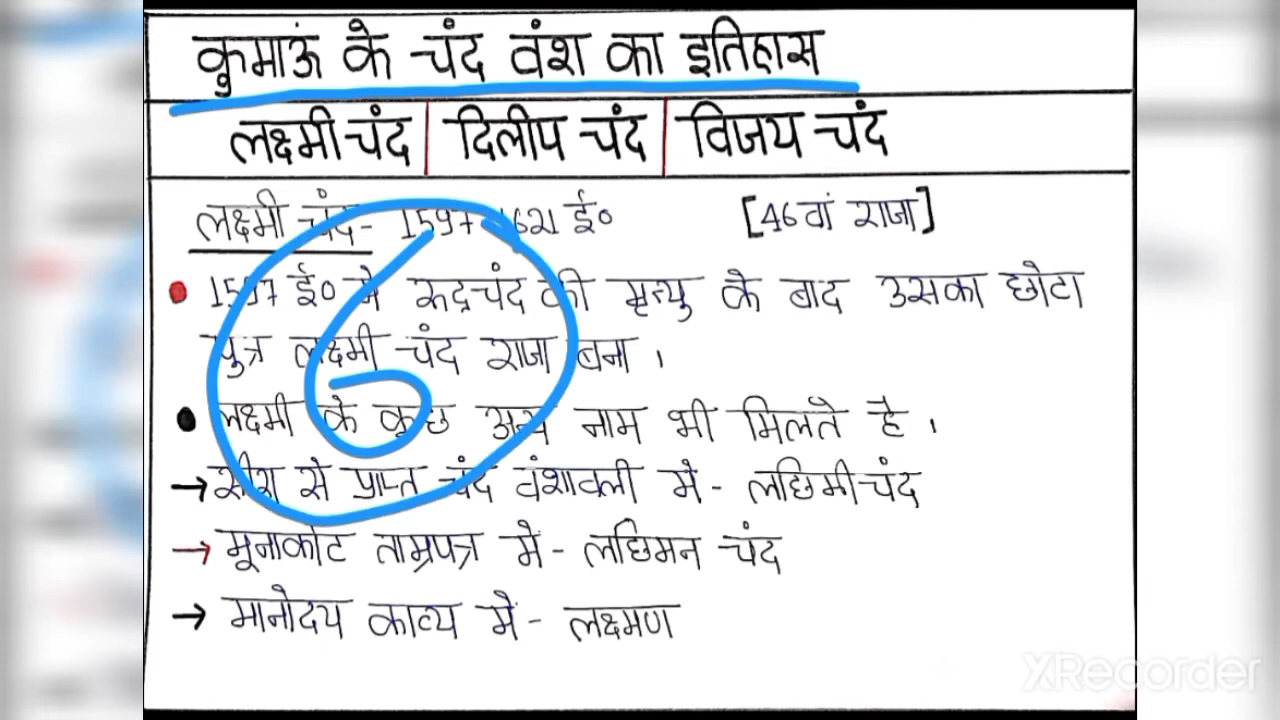 कुमाऊं के चंद वंश का इतिहास
लक्ष्मी चंद | दिलीप चंद | विजय चंद
लक्ष्मी चंद- 1597-1621 ई० [46वां राजा]
• 1597 ई० मे रुद्रचंद की मृत्यु के बाद उसका छोटा
पुत्र लक्ष्मी चंद राजा बना ।
6
• लक्ष्मी के कुछ अन्य नाम भी मिलते है ।
→ सीरा से प्राप्त चंद वंशावली में - लछिमीचंद
→ मूनाकोट ताम्रपत्र में - लछिमन चंद
→ मानोदय काव्य में - लक्ष्मण
XRecorder